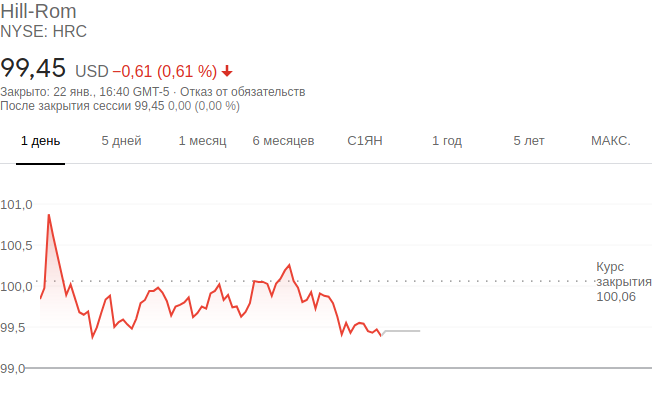 Hill-Rom
NYSE: HRC
99,45 USD −0,61 (0,61 %)
Закрыто: 22 янв., 16:40 GMT-5 · Отказ от обязательств
После закрытия сессии 99,45 0,00 (0,00 %)
1 день 5 дней 1 месяц 6 месяцев С1ЯН 1 год 5 лет МАКС.
101,0
100,5
100,0
99,5
99,0
Курс
закрытия
100,06